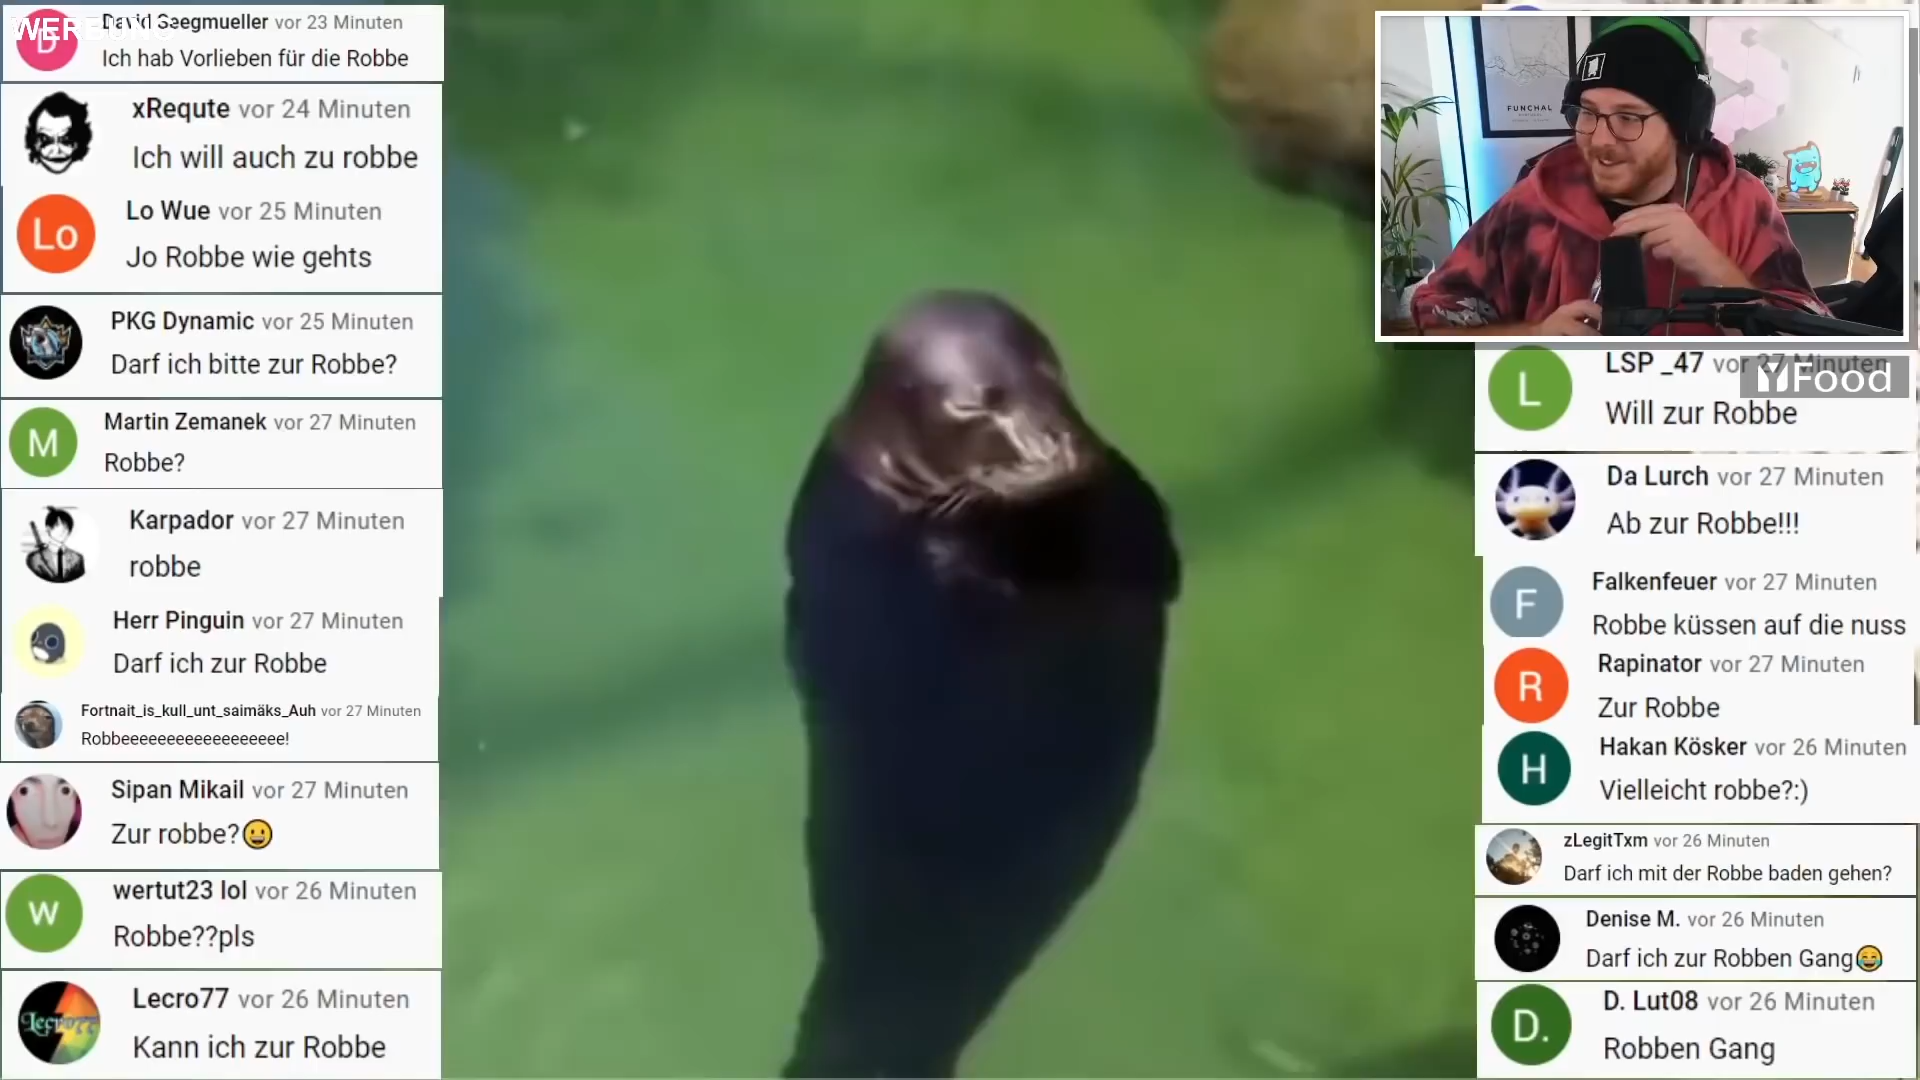 WERBUNG
David Seegmueller vor 23 Minuten
Ich hab Vorlieben für die Robbe
xRequte vor 24 Minuten
Ich will auch zu robbe
Lo
Lo Wue vor 25 Minuten
Jo Robbe wie gehts
PKG Dynamic vor 25 Minuten
Darf ich bitte zur Robbe?
M
Martin Zemanek vor 27 Minuten
Robbe?
Karpador vor 27 Minuten
robbe
Herr Pinguin vor 27 Minuten
Darf ich zur Robbe
Fortnait_is_kull_unt_saimäks_Auh vor 27 Minuten
Robbeeeeeeeeeeeeeeeeee!
Sipan Mikail vor 27 Minuten
Zur robbe?😀
W
wertut23 lol vor 26 Minuten
Robbe??pls
Lecro77
Lecro77 vor 26 Minuten
Kann ich zur Robbe
FUNCHAL
L
LSP _47 vor 27 Minuten
YFood
Will zur Robbe
Da Lurch vor 27 Minuten
Ab zur Robbe!!!
F
Falkenfeuer vor 27 Minuten
Robbe küssen auf die nuss
R
Rapinator vor 27 Minuten
Zur Robbe
H
Hakan Kösker vor 26 Minuten
Vielleicht robbe?:)
zLegitTxm vor 26 Minuten
Darf ich mit der Robbe baden gehen?
Denise M. vor 26 Minuten
Darf ich zur Robben Gang😂
D.
D. Lut08 vor 26 Minuten
Robben Gang